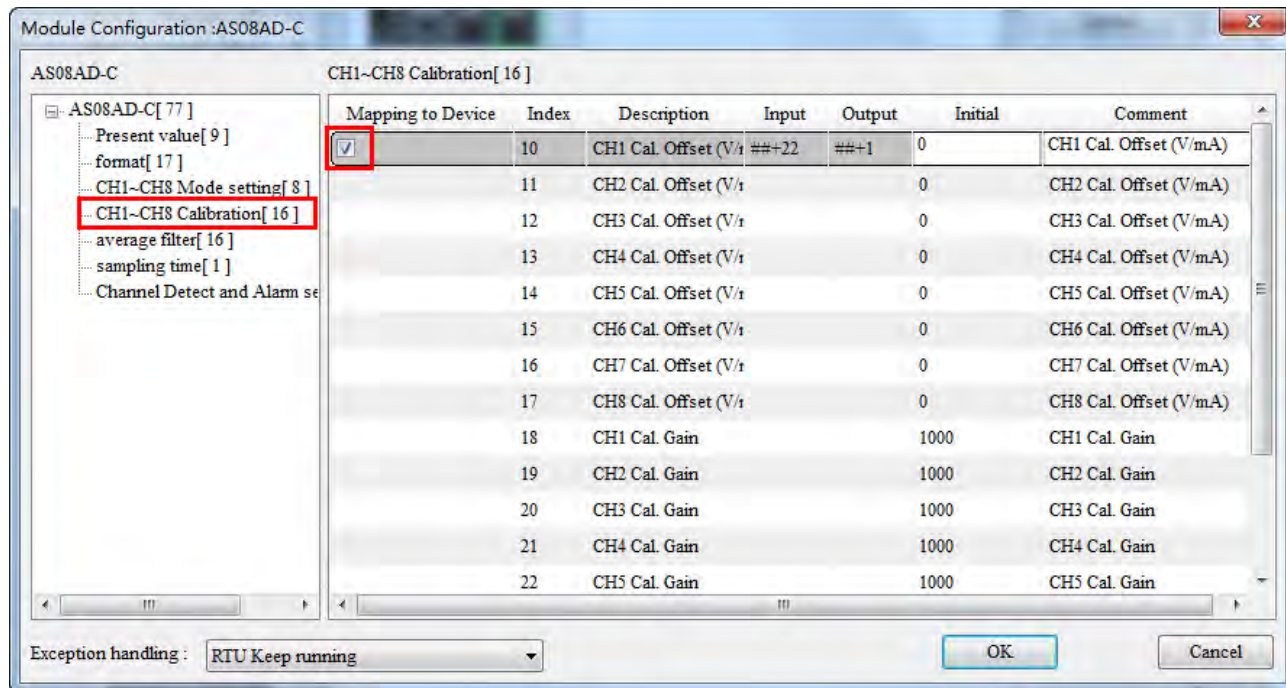 Module Configuration :AS08AD-C
AS08AD-C
CH1~CH8 Calibration[ 16 ]
AS08AD-C[ 77 ]
Present value[ 9 ]
format[ 17 ]
CH1~CH8 Mode setting[ 8 ]
CH1~CH8 Calibration[ 16 ]
average filter[ 16 ]
sampling time[ 1 ]
Channel Detect and Alarm se
Mapping to Device Index Description Input Output Initial Comment
10 CH1 Cal. Offset (V/ı ##+22 ##+1 0 CH1 Cal. Offset (V/mA)
11 CH2 Cal. Offset (V/ı 0 CH2 Cal. Offset (V/mA)
12 CH3 Cal. Offset (V/ı 0 CH3 Cal. Offset (V/mA)
13 CH4 Cal. Offset (V/ı 0 CH4 Cal. Offset (V/mA)
14 CH5 Cal. Offset (V/ı 0 CH5 Cal. Offset (V/mA)
15 CH6 Cal. Offset (V/ı 0 CH6 Cal. Offset (V/mA)
16 CH7 Cal. Offset (V/ı 0 CH7 Cal. Offset (V/mA)
17 CH8 Cal. Offset (V/ı 0 CH8 Cal. Offset (V/mA)
18 CH1 Cal. Gain 1000 CH1 Cal. Gain
19 CH2 Cal. Gain 1000 CH2 Cal. Gain
20 CH3 Cal. Gain 1000 CH3 Cal. Gain
21 CH4 Cal. Gain 1000 CH4 Cal. Gain
22 CH5 Cal. Gain 1000 CH5 Cal. Gain
Exception handling : RTU Keep running
OK
Cancel